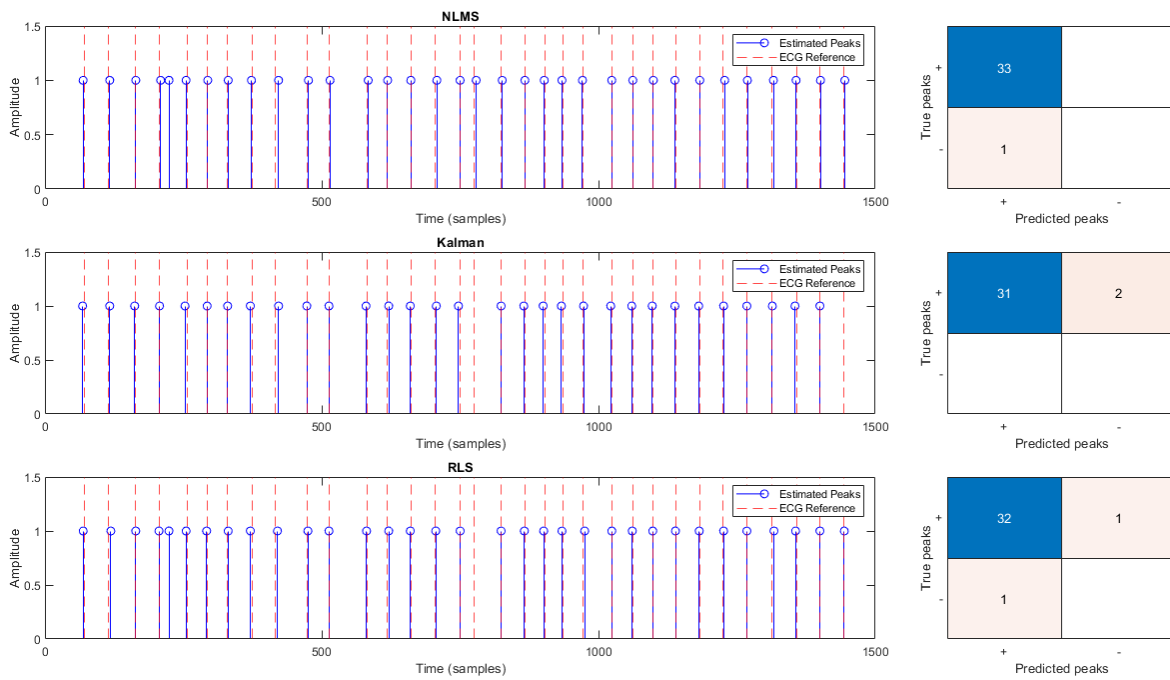 NLMS
1.5
1
0.5
0
Amplitude
Estimated Peaks
ECG Reference
0
500
1000
1500
Time (samples)
33
1
+
-
True peaks
+
-
Predicted peaks
Kalman
1.5
1
0.5
0
Amplitude
Estimated Peaks
ECG Reference
0
500
1000
1500
Time (samples)
31
2
+
-
True peaks
+
-
Predicted peaks
RLS
1.5
1
0.5
0
Amplitude
Estimated Peaks
ECG Reference
0
500
1000
1500
Time (samples)
32
1
1
+
-
True peaks
+
-
Predicted peaks